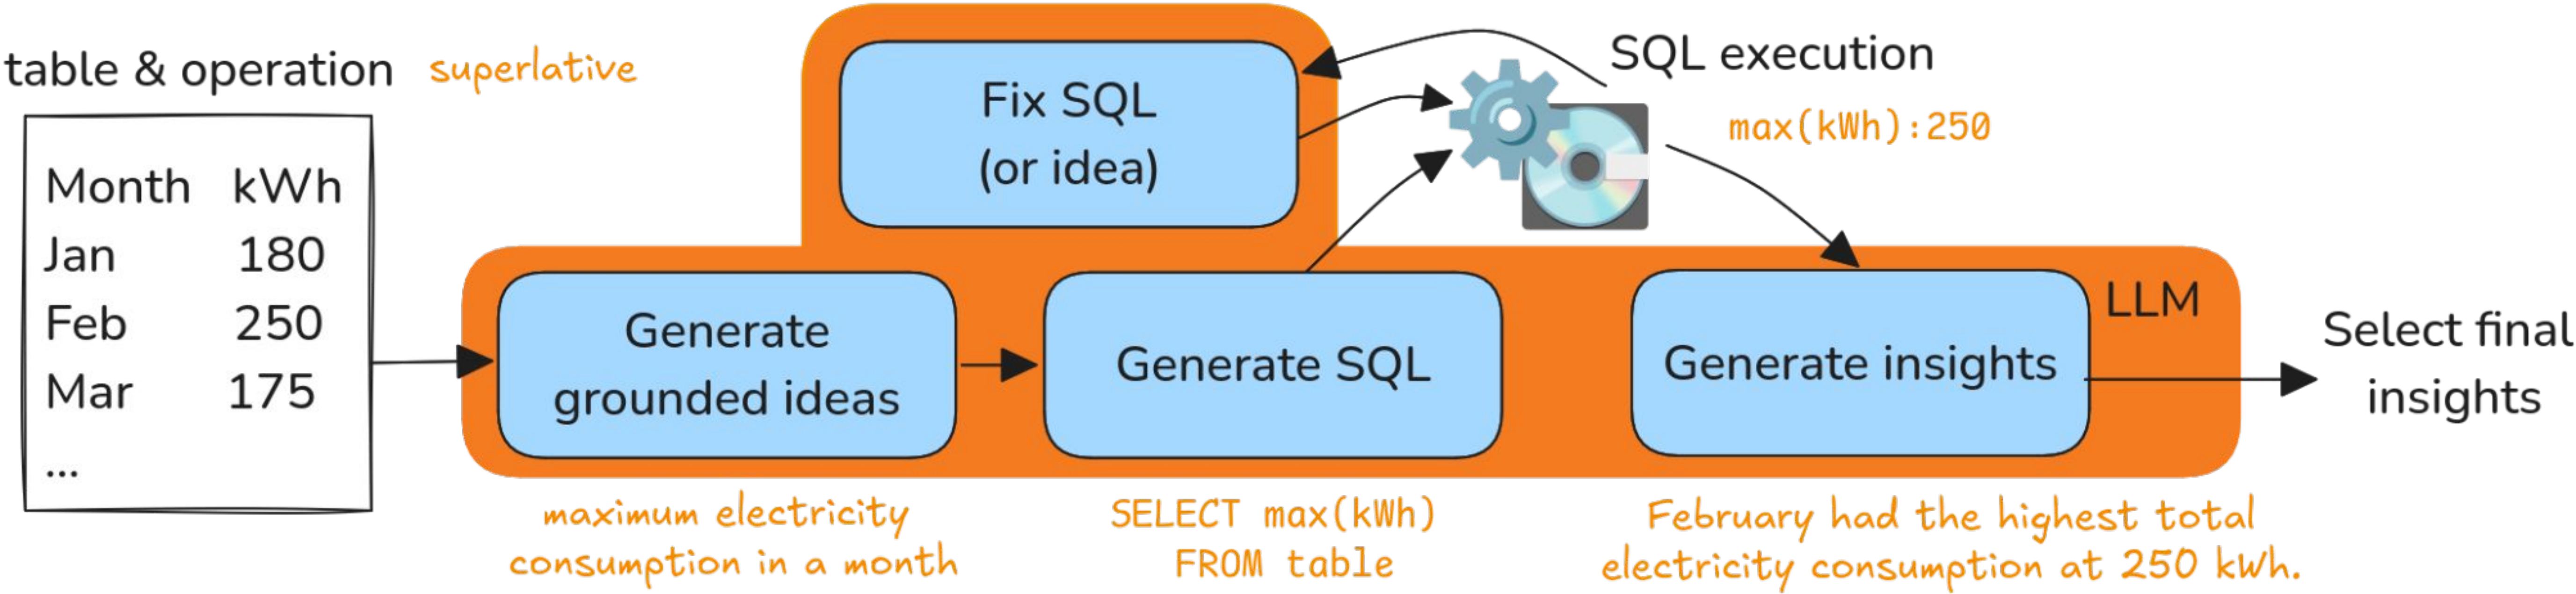 table & operation superlative
Month kWh
Jan 180
Feb 250
Mar 175
...
Fix SQL
(or idea)
SQL execution
max(kWh):250
Generate
grounded ideas
Generate SQL
Generate insights
LLM
Select final
insights
maximum electricity
consumption in a month
SELECT max(kWh)
FROM table
February had the highest total
electricity consumption at 250 kWh.